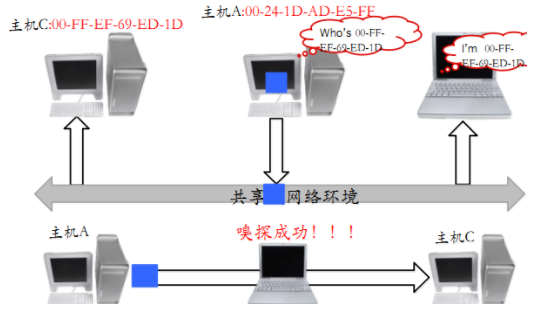 主机C:00-FF-EF-69-ED-1D
主机A:00-24-1D-AD-E5-FF
Who's 00-FF-
EF-69-ED-1D
I'm 00-FF-
EF-69-ED-1D
共享 网络环境
主机A
嗅探成功！！！
主机C